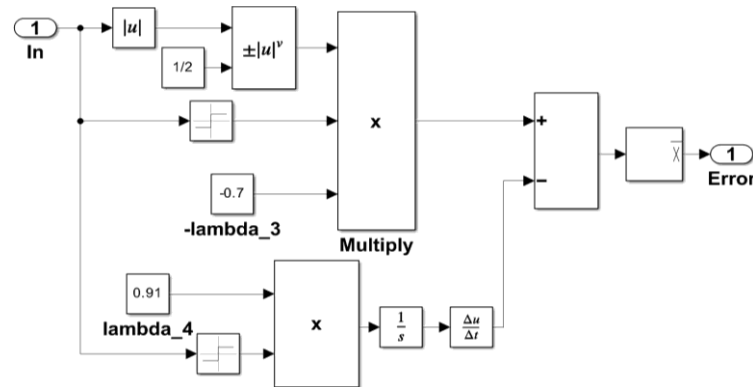 1
In
|u|
1/2
±|u|ᵛ
-0.7
-lambda_3
x
Multiply
+
−
x̄
1
Error
0.91
lambda_4
x
1/s
Δu/Δt